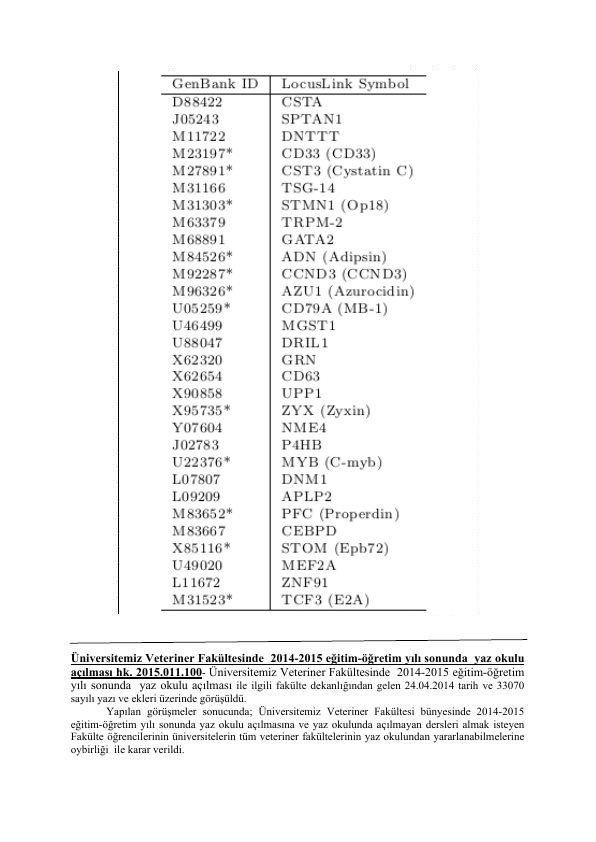 GenBank ID LocusLink Symbol
D88422 CSTA
J05243 SPTAN1
M11722 DNTTT
M23197* CD33 (CD33)
M27891* CST3 (Cystatin C)
M31166 TSG-14
M31303* STMN1 (Op18)
M63379 TRPM-2
M68891 GATA2
M84526* ADN (Adipsin)
M92287* CCND3 (CCND3)
M96326* AZU1 (Azurocidin)
U05259* CD79A (MB-1)
U46499 MGST1
U88047 DRIL1
X62320 GRN
X62654 CD63
X90858 UPP1
X95735* ZYX (Zyxin)
Y07604 NME4
J02783 P4HB
U22376* MYB (C-myb)
L07807 DNM1
L09209 APLP2
M83652* PFC (Properdin)
M83667 CEBPD
X85116* STOM (Epb72)
U49020 MEF2A
L11672 ZNF91
M31523* TCF3 (E2A)
Üniversitemiz Veteriner Fakültesinde 2014-2015 eğitim-öğretim yılı sonunda yaz okulu
açılması hk. 2015.011.100- Üniversitemiz Veteriner Fakültesinde 2014-2015 eğitim-öğretim
yılı sonunda yaz okulu açılması ile ilgili fakülte dekanlığından gelen 24.04.2014 tarih ve 33070
sayılı yazı ve ekleri üzerinde görüşüldü.
Yapılan görüşmeler sonucunda; Üniversitemiz Veteriner Fakültesi bünyesinde 2014-2015
eğitim-öğretim yılı sonunda yaz okulu açılmasına ve yaz okulunda açılmayan dersleri almak isteyen
Fakülte öğrencilerinin üniversitelerin tüm veteriner fakültelerinin yaz okulundan yararlanabilmelerine
oybirliği ile karar verildi.